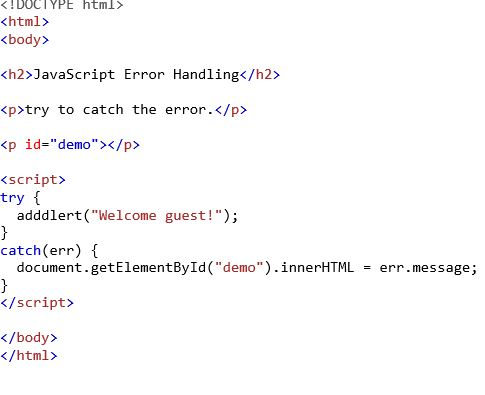 <!DOCTYPE html>
<html>
<body>
<h2>JavaScript Error Handling</h2>
<p>try to catch the error.</p>
<p id="demo"></p>
<script>
try {
adddlert("Welcome guest!");
}
catch(err) {
document.getElementById("demo").innerHTML = err.message;
}
</script>
</body>
</html>